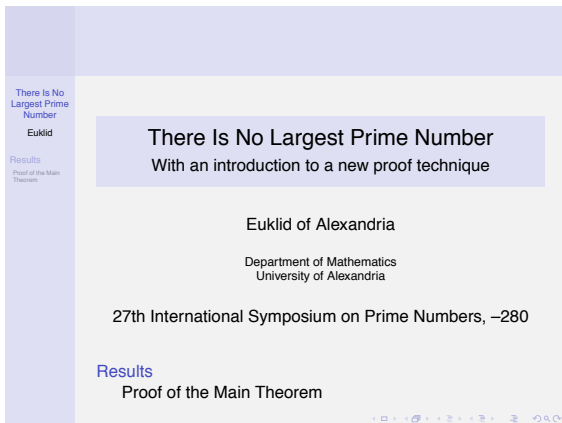 There Is No
Largest Prime
Number
Euklid
Results
Proof of the Main
Theorem
There Is No Largest Prime Number
With an introduction to a new proof technique
Euklid of Alexandria
Department of Mathematics
University of Alexandria
27th International Symposium on Prime Numbers, –280
Results
Proof of the Main Theorem